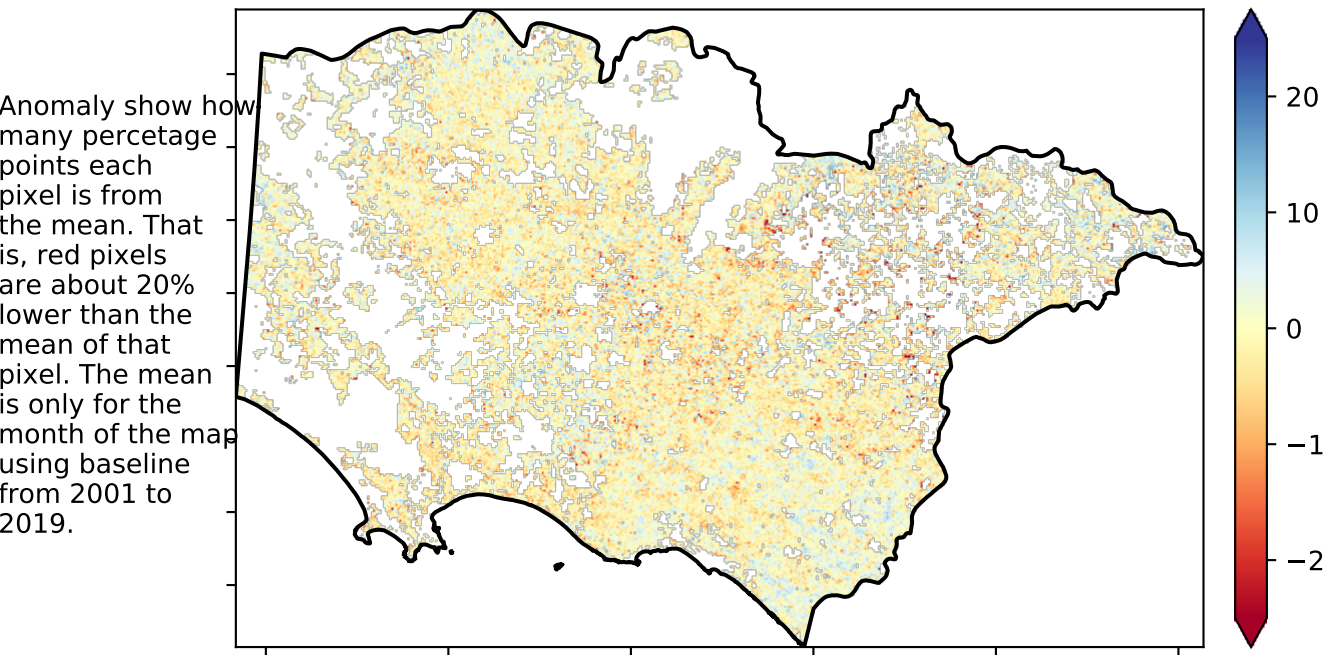 Anomaly show how
many percetage
points each
pixel is from
the mean. That
is, red pixels
are about 20%
lower than the
mean of that
pixel. The mean
is only for the
month of the map
using baseline
from 2001 to
2019.
20
10
0
−1
−2